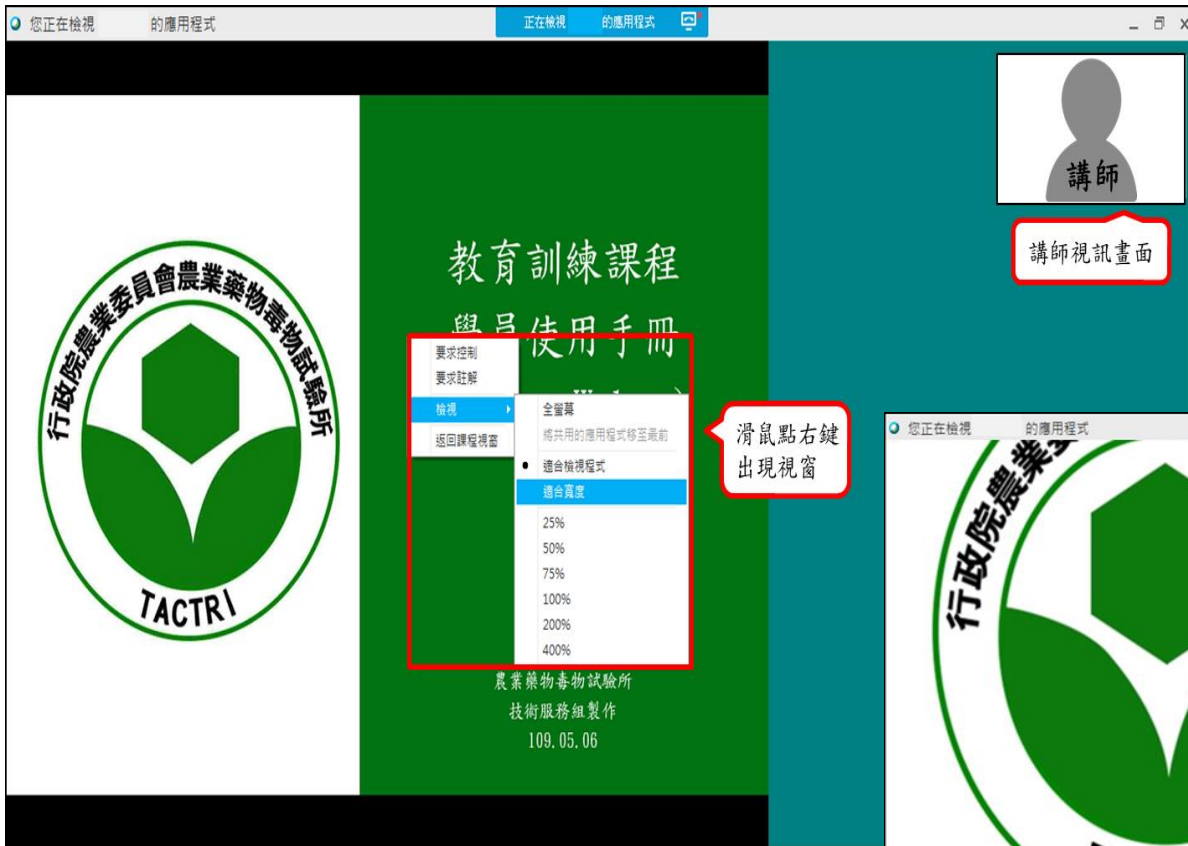 您正在檢視 的應用程式
正在檢視 的應用程式
講師
講師視訊畫面
行政院農業委員會農業藥物毒物試驗所
TACTRI
教育訓練課程
學員使用手冊
要求控制
要求註解
檢視
返回課程視窗
全螢幕
將共用的應用程式移至最前
適合檢視程式
適合寬度
25%
50%
75%
100%
200%
400%
滑鼠點右鍵
出現視窗
農業藥物毒物試驗所
技術服務組製作
109.05.06
您正在檢視 的應用程式
行政院農業